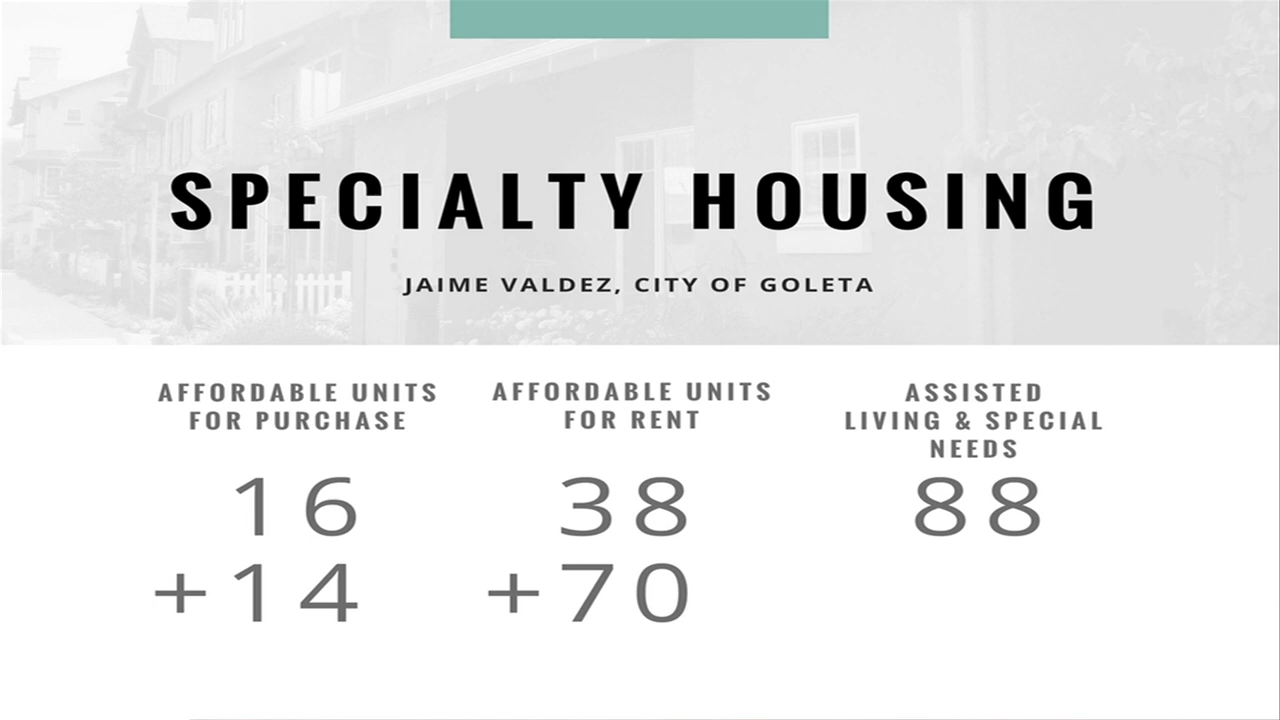 SPECIALTY HOUSING
JAIME VALDEZ, CITY OF GOLETA
AFFORDABLE UNITS
FOR PURCHASE
16
+14
AFFORDABLE UNITS
FOR RENT
38
+70
ASSISTED
LIVING & SPECIAL
NEEDS
88